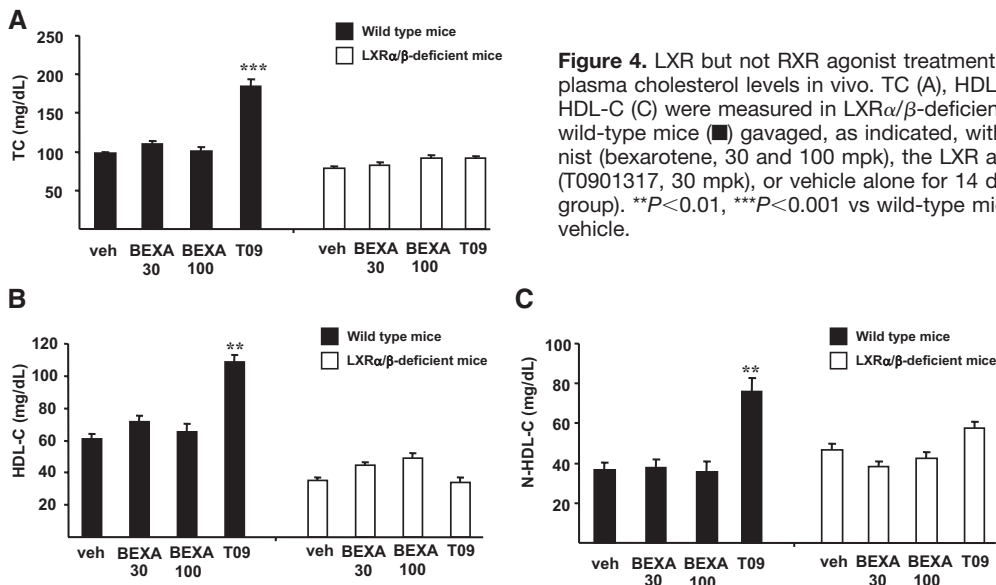 A
250
200
150
100
50
TC (mg/dL)
***
Wild type mice
LXRα/β-deficient mice
veh BEXA 30 BEXA 100 T09
veh BEXA 30 BEXA 100 T09
Figure 4. LXR but not RXR agonist treatment
plasma cholesterol levels in vivo. TC (A), HDL
HDL-C (C) were measured in LXRα/β-deficien
wild-type mice (■) gavaged, as indicated, with
nist (bexarotene, 30 and 100 mpk), the LXR a
(T0901317, 30 mpk), or vehicle alone for 14 d
group). **P<0.01, ***P<0.001 vs wild-type mic
vehicle.
B
120
100
80
60
40
20
HDL-C (mg/dL)
**
Wild type mice
LXRα/β-deficient mice
veh BEXA 30 BEXA 100 T09
veh BEXA 30 BEXA 100 T09
C
100
80
60
40
20
N-HDL-C (mg/dL)
**
Wild type mice
LXRα/β-deficient mice
veh BEXA 30 BEXA 100 T09
veh BEXA 30 BEXA 100 T09